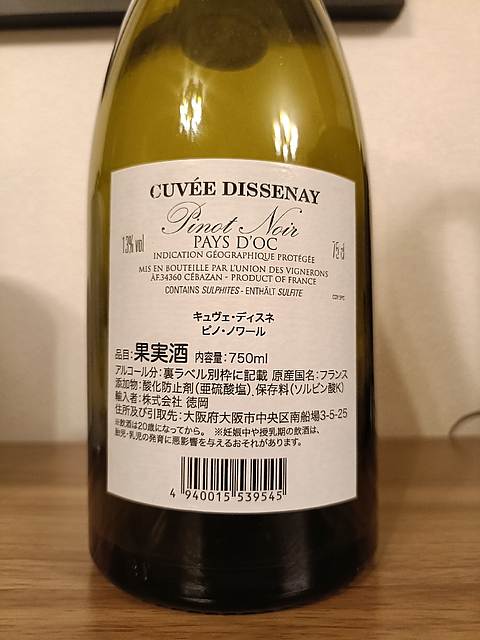 CUVÉE DISSENAY
Pinot Noir
13% vol PAYS D'OC 75 cl
INDICATION GÉOGRAPHIQUE PROTÉGÉE
MIS EN BOUTEILLE PAR L'UNION DES VIGNERONS
ÀF.34360 CÉBAZAN - PRODUCT OF FRANCE
CONTAINS SULPHITES - ENTHÄLT SULFITE
キュヴェ・ディスネ
ピノ・ノワール
品目:果実酒 内容量:750ml
アルコール分:裏ラベル別枠に記載 原産国名:フランス
添加物:酸化防止剤(亜硫酸塩)、保存料(ソルビン酸K)
輸入者:株式会社 徳岡
住所及び引取先:大阪府大阪市中央区南船場3-5-25
※飲酒は20歳になってから。 ※妊娠中や授乳期の飲酒は、
胎児・乳児の発育に悪影響を与えるおそれがあります。
4 940015 539545